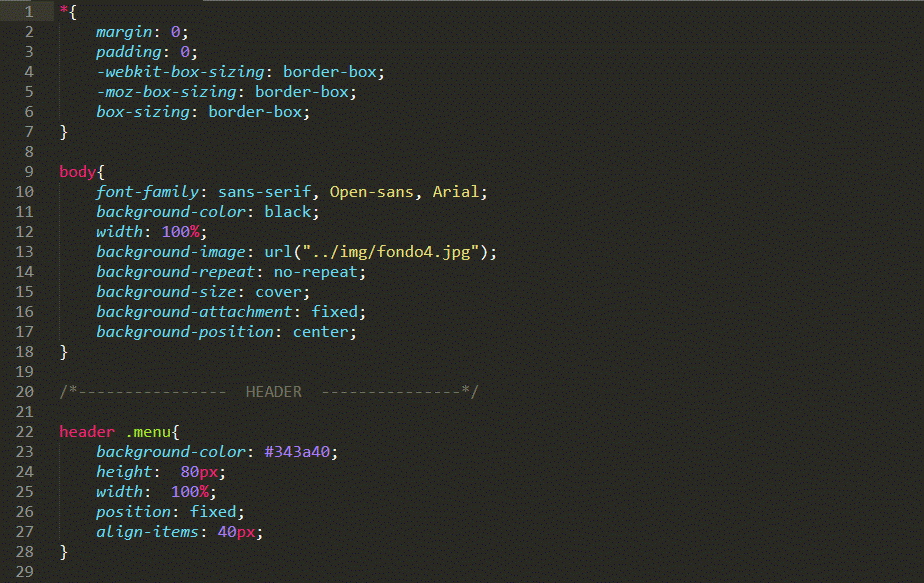 1 *{
2 margin: 0;
3 padding: 0;
4 -webkit-box-sizing: border-box;
5 -moz-box-sizing: border-box;
6 box-sizing: border-box;
7 }
8
9 body{
10 font-family: sans-serif, Open-sans, Arial;
11 background-color: black;
12 width: 100%;
13 background-image: url("../img/fondo4.jpg");
14 background-repeat: no-repeat;
15 background-size: cover;
16 background-attachment: fixed;
17 background-position: center;
18 }
19
20 /*---------------- HEADER ---------------*/
21
22 header .menu{
23 background-color: #343a40;
24 height: 80px;
25 width: 100%;
26 position: fixed;
27 align-items: 40px;
28 }
29